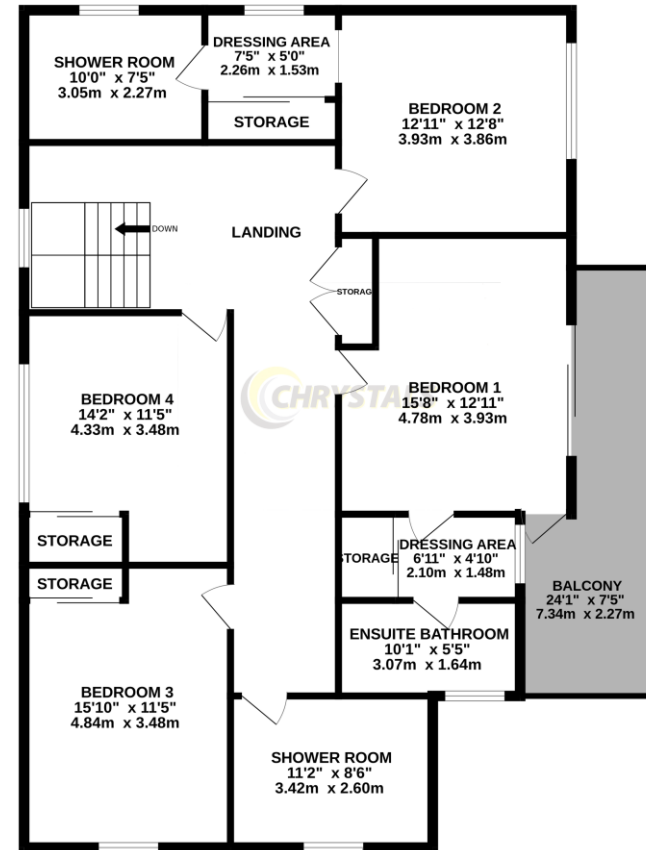 SHOWER ROOM
10'0" x 7'5"
3.05m x 2.27m
DRESSING AREA
7'5" x 5'0"
2.26m x 1.53m
STORAGE
BEDROOM 2
12'11" x 12'8"
3.93m x 3.86m
DOWN
LANDING
STORAG
BEDROOM 4
14'2" x 11'5"
4.33m x 3.48m
CHRYSTA
BEDROOM 1
15'8" x 12'11"
4.78m x 3.93m
STORAGE
STORAGE
STORAGE
DRESSING AREA
6'11" x 4'10"
2.10m x 1.48m
BALCONY
24'1" x 7'5"
7.34m x 2.27m
ENSUITE BATHROOM
10'1" x 5'5"
3.07m x 1.64m
BEDROOM 3
15'10" x 11'5"
4.84m x 3.48m
SHOWER ROOM
11'2" x 8'6"
3.42m x 2.60m